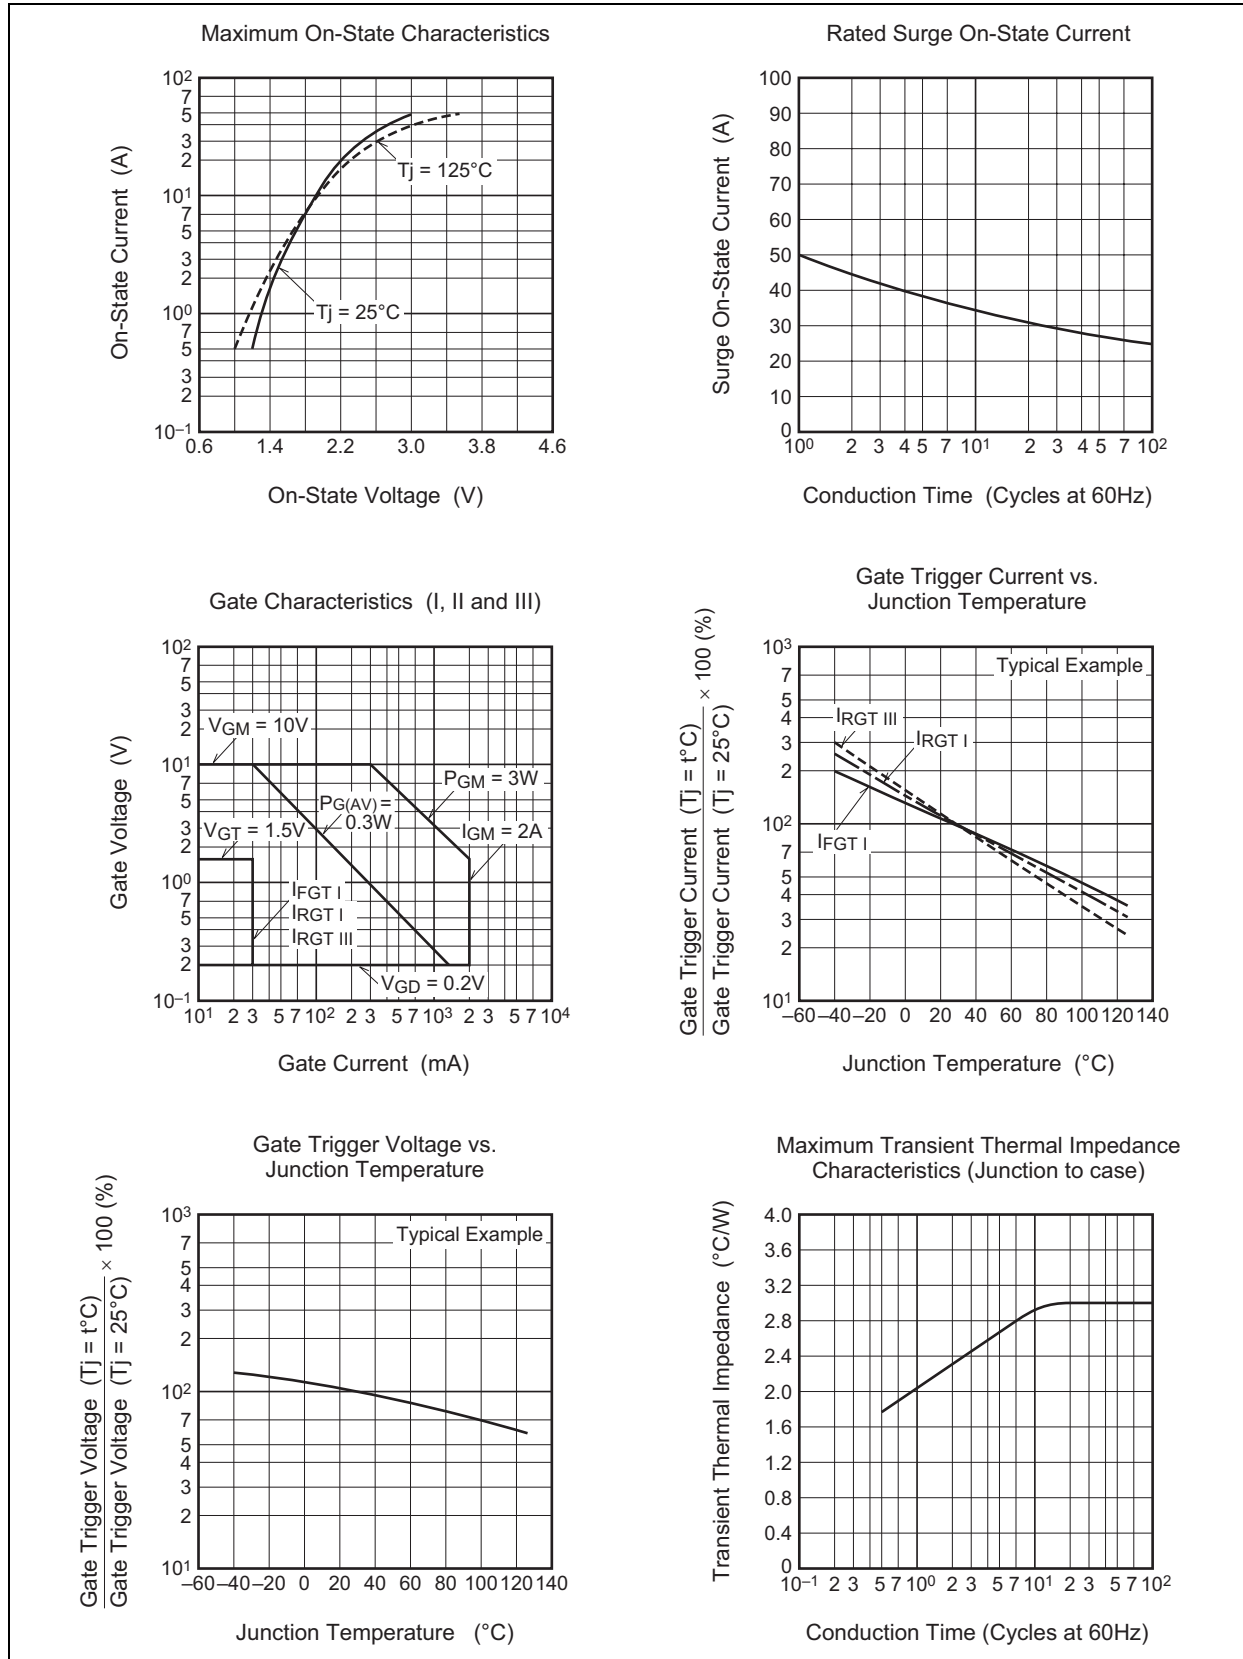 Maximum On-State Characteristics
On-State Current (A)
10² 7 5 3 2
10¹ 7 5 3 2
10⁰ 7 5 3 2
10⁻¹
0.6 1.4 2.2 3.0 3.8 4.6
Tj = 125°C
Tj = 25°C
On-State Voltage (V)
Rated Surge On-State Current
Surge On-State Current (A)
100
90
80
70
60
50
40
30
20
10
0
10⁰ 2 3 4 5 7 10¹ 2 3 4 5 7 10²
Conduction Time (Cycles at 60Hz)
Gate Characteristics (I, II and III)
Gate Voltage (V)
10² 7 5 3 2
10¹ 7 5 3 2
10⁰ 7 5 3 2
10⁻¹
VGM = 10V
PGM = 3W
PG(AV) =
0.3W
VGT = 1.5V
IGM = 2A
IFGT I
IRGT I
IRGT III
VGD = 0.2V
10¹ 2 3 5 7 10² 2 3 5 7 10³ 2 3 5 7 10⁴
Gate Current (mA)
Gate Trigger Current vs.
Junction Temperature
Gate Trigger Current (Tj = t°C)
Gate Trigger Current (Tj = 25°C)
× 100 (%)
10³ 7 5 4 3 2
10² 7 5 4 3 2
10¹
Typical Example
IRGT III
IRGT I
IFGT I
–60 –40 –20 0 20 40 60 80 100 120 140
Junction Temperature (°C)
Gate Trigger Voltage vs.
Junction Temperature
Gate Trigger Voltage (Tj = t°C)
Gate Trigger Voltage (Tj = 25°C)
× 100 (%)
10³ 7 5 4 3 2
10² 7 5 4 3 2
10¹
Typical Example
–60 –40 –20 0 20 40 60 80 100 120 140
Junction Temperature (°C)
Maximum Transient Thermal Impedance
Characteristics (Junction to case)
Transient Thermal Impedance (°C/W)
4.0
3.6
3.2
2.8
2.4
2.0
1.6
1.2
0.8
0.4
0
10⁻¹ 2 3 5 7 10⁰ 2 3 5 7 10¹ 2 3 5 7 10²
Conduction Time (Cycles at 60Hz)